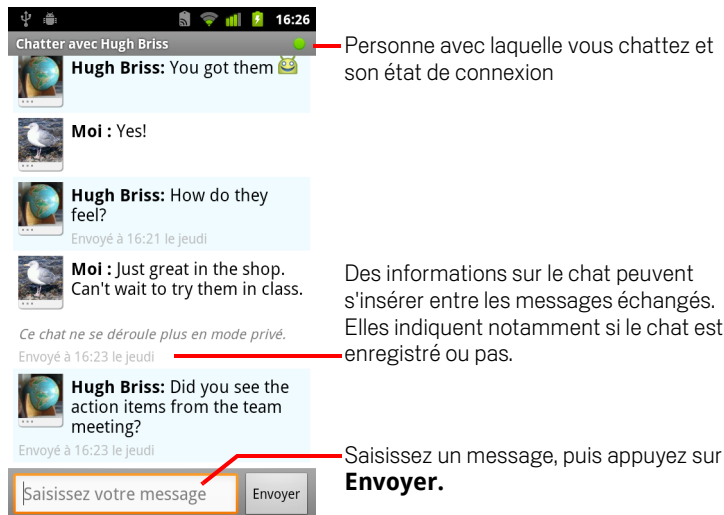 16:26
Chatter avec Hugh Briss
Hugh Briss: You got them
Moi : Yes!
Hugh Briss: How do they
feel?
Envoyé à 16:21 le jeudi
Moi : Just great in the shop.
Can't wait to try them in class.
Ce chat ne se déroule plus en mode privé.
Envoyé à 16:23 le jeudi
Hugh Briss: Did you see the
action items from the team
meeting?
Envoyé à 16:23 le jeudi
Saisissez votre message
Envoyer
Personne avec laquelle vous chattez et
son état de connexion
Des informations sur le chat peuvent
s'insérer entre les messages échangés.
Elles indiquent notamment si le chat est
enregistré ou pas.
Saisissez un message, puis appuyez sur
Envoyer.